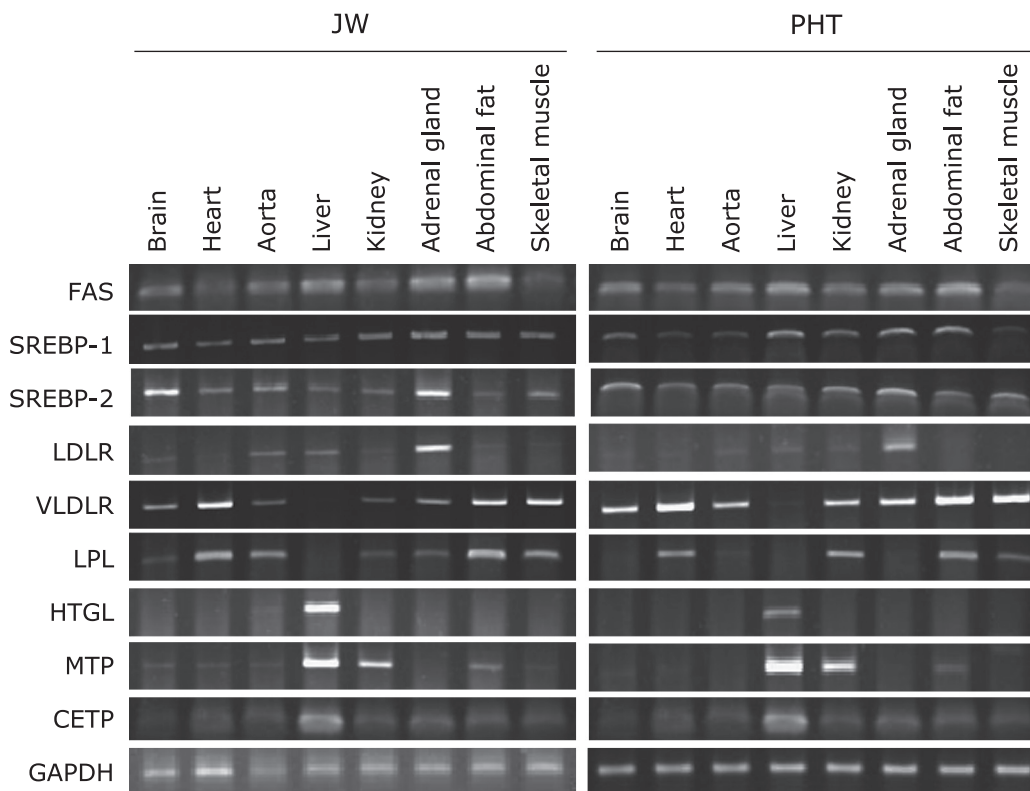 JW
PHT
Brain
Heart
Aorta
Liver
Kidney
Adrenal gland
Abdominal fat
Skeletal muscle
Brain
Heart
Aorta
Liver
Kidney
Adrenal gland
Abdominal fat
Skeletal muscle
FAS
SREBP-1
SREBP-2
LDLR
VLDLR
LPL
HTGL
MTP
CETP
GAPDH